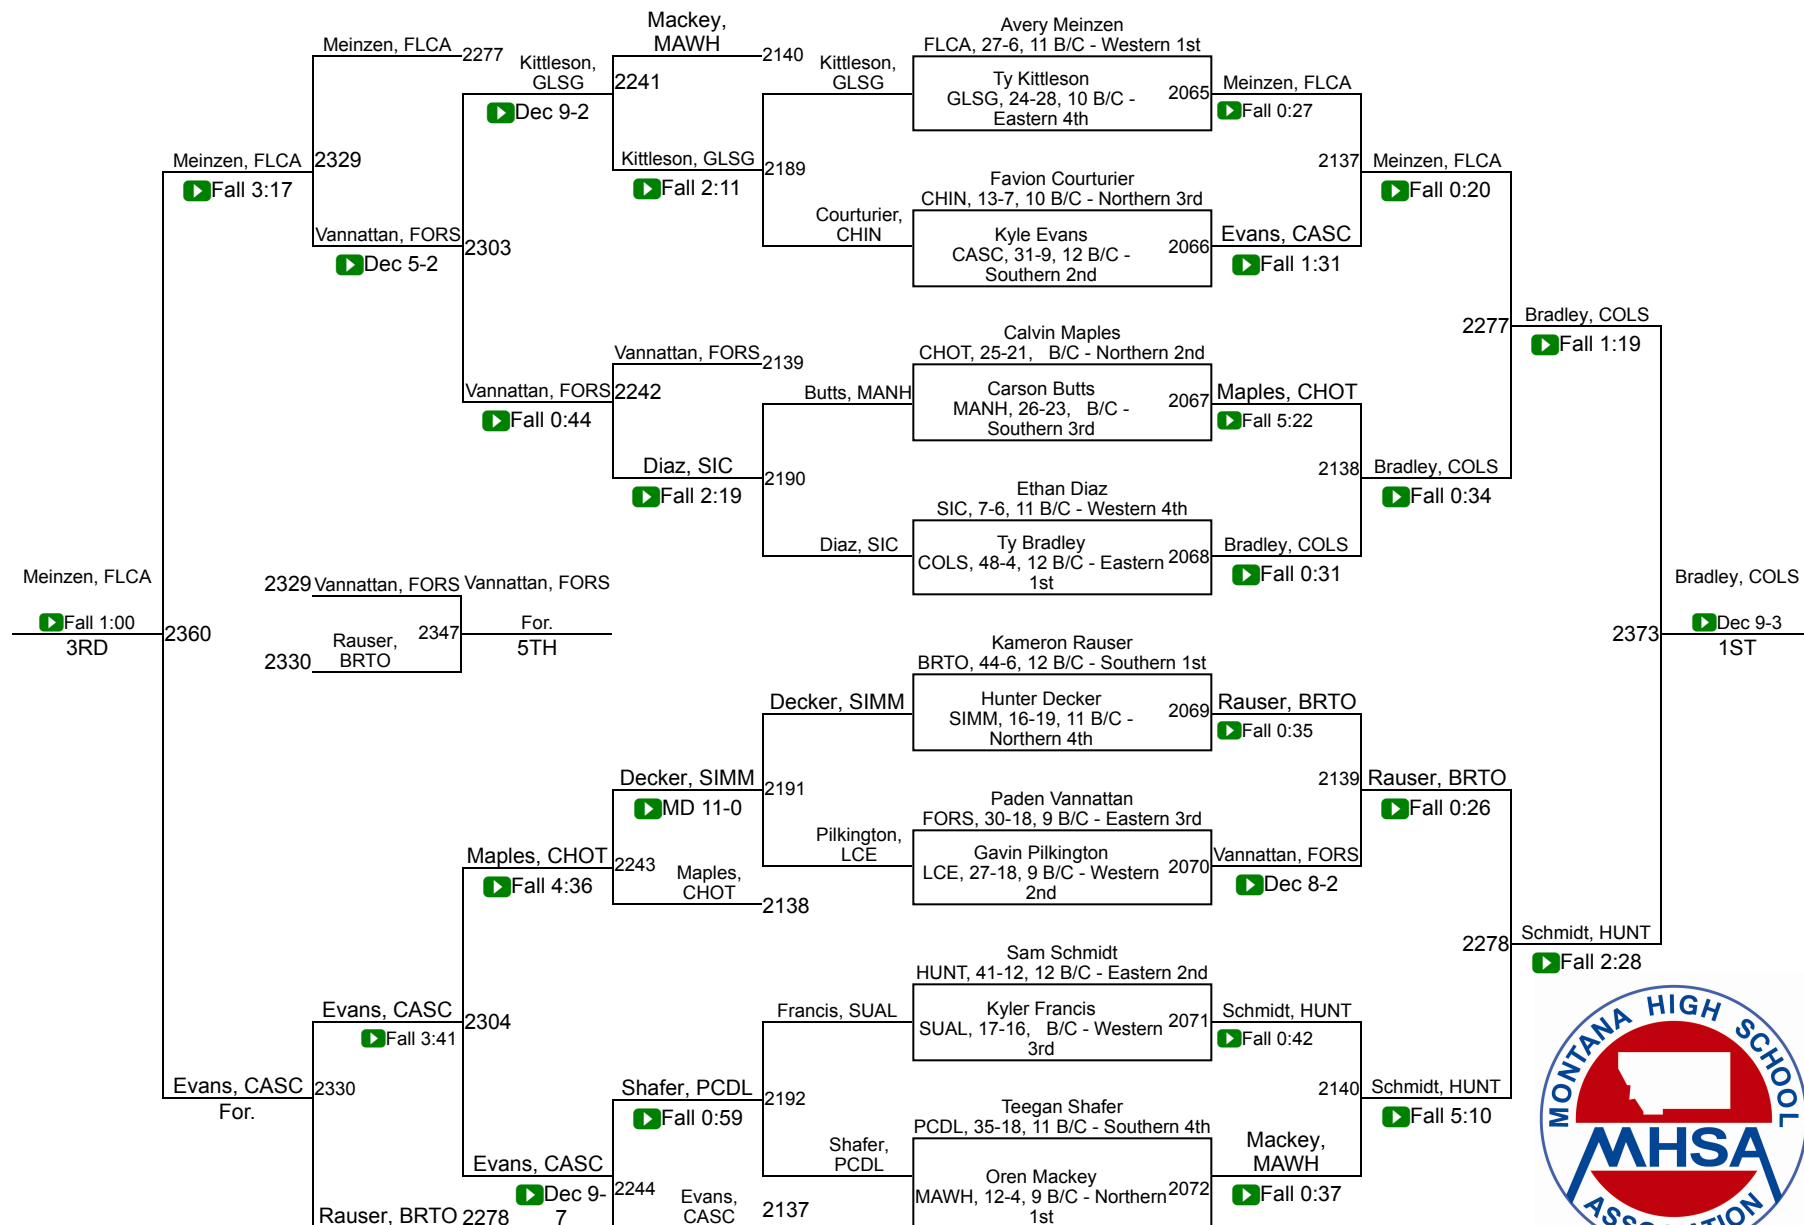 Meinzen, FLCA
Fall 1:00
3RD
2360
Meinzen, FLCA
Fall 3:17
Evans, CASC
For.
Meinzen, FLCA
2277
2329
Vannattan, FORS
Dec 5-2
2329 Vannattan, FORS
2330
Rauser,
BRTO
2347
Vannattan, FORS
For.
5TH
Evans, CASC
Fall 3:41
2330
Rauser, BRTO 2278
Kittleson,
GLSG
Dec 9-2
2303
Vannattan, FORS
Fall 0:44
Maples, CHOT
Fall 4:36
2304
Evans, CASC
Dec 9-
7
Mackey,
MAWH
2140
2241
Kittleson, GLSG
Fall 2:11
Vannattan, FORS
2139
2242
Diaz, SIC
Fall 2:19
Decker, SIMM
MD 11-0
2243
Maples,
CHOT
2138
Shafer, PCDL
Fall 0:59
2244
Evans,
CASC
2137
Kittleson,
GLSG
2189
Courturier,
CHIN
Butts, MANH
2190
Diaz, SIC
Decker, SIMM
2191
Pilkington,
LCE
Francis, SUAL
2192
Shafer,
PCDL
Avery Meinzen
FLCA, 27-6, 11 B/C - Western 1st
Ty Kittleson
GLSG, 24-28, 10 B/C -
Eastern 4th
2065
Favion Courturier
CHIN, 13-7, 10 B/C - Northern 3rd
Kyle Evans
CASC, 31-9, 12 B/C -
Southern 2nd
2066
Calvin Maples
CHOT, 25-21, B/C - Northern 2nd
Carson Butts
MANH, 26-23, B/C -
Southern 3rd
2067
Ethan Diaz
SIC, 7-6, 11 B/C - Western 4th
Ty Bradley
COLS, 48-4, 12 B/C - Eastern
1st
2068
Kameron Rauser
BRTO, 44-6, 12 B/C - Southern 1st
Hunter Decker
SIMM, 16-19, 11 B/C -
Northern 4th
2069
Paden Vannattan
FORS, 30-18, 9 B/C - Eastern 3rd
Gavin Pilkington
LCE, 27-18, 9 B/C - Western
2nd
2070
Sam Schmidt
HUNT, 41-12, 12 B/C - Eastern 2nd
Kyler Francis
SUAL, 17-16, B/C - Western
3rd
2071
Teegan Shafer
PCDL, 35-18, 11 B/C - Southern 4th
Oren Mackey
MAWH, 12-4, 9 B/C - Northern
1st
2072
Meinzen, FLCA
Fall 0:27
2137
Evans, CASC
Fall 1:31
Maples, CHOT
Fall 5:22
2138
Bradley, COLS
Fall 0:31
Rauser, BRTO
Fall 0:35
2139
Vannattan, FORS
Dec 8-2
Schmidt, HUNT
Fall 0:42
2140
Mackey,
MAWH
Fall 0:37
Meinzen, FLCA
Fall 0:20
2277
Bradley, COLS
Fall 0:34
Rauser, BRTO
Fall 0:26
2278
Schmidt, HUNT
Fall 5:10
Bradley, COLS
Fall 1:19
2373
Schmidt, HUNT
Fall 2:28
Bradley, COLS
Dec 9-3
1ST
MONTANA HIGH SCHOOL
MHSA
ASSOCIATION